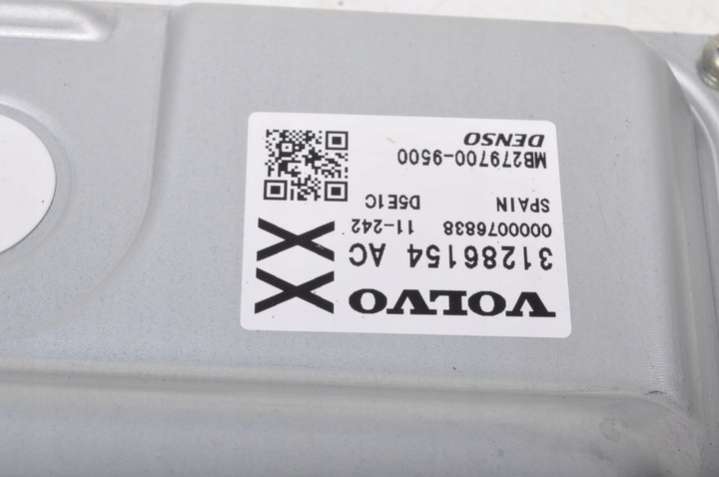 VOLVO XX
31286154 AC
0000076838 11-242
SPAIN D5E1C
MB279700-9500
DENSO